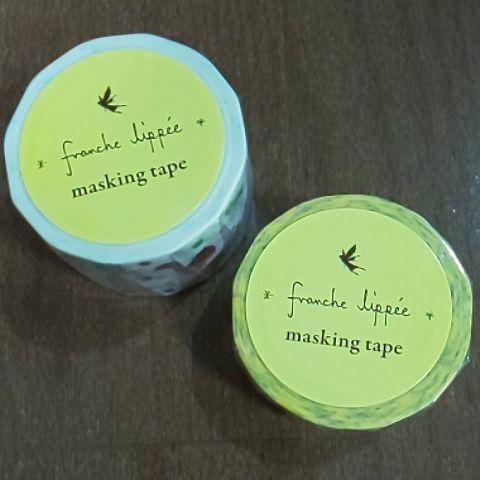 * franche lippée *
masking tape
* franche lippée *
masking tape